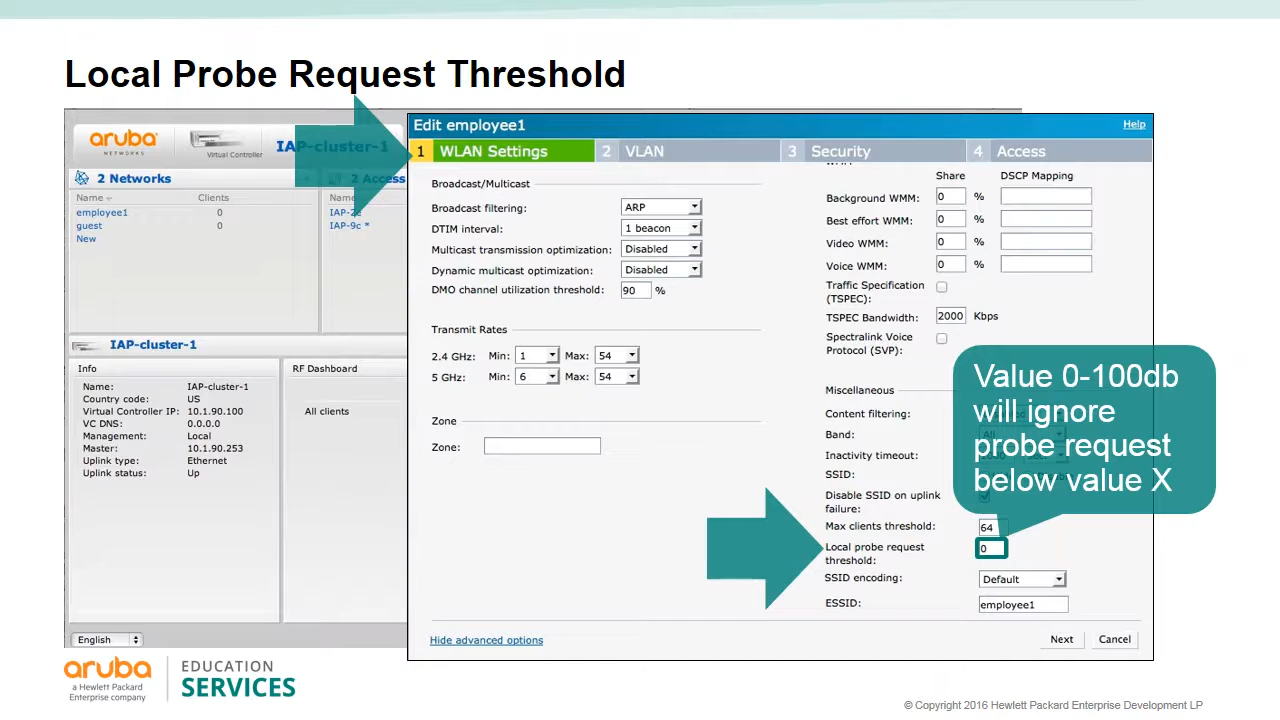 Local Probe Request Threshold
aruba
NETWORKS
Virtual Controller
IAP-cluster-1
2 Networks
Name
Clients
employee1
0
guest
0
New
2 Access
Name
IAP-2c
IAP-9c *
IAP-cluster-1
Info
Name: IAP-cluster-1
Country code: US
Virtual Controller IP: 10.1.90.100
VC DNS: 0.0.0.0
Management: Local
Master: 10.1.90.253
Uplink type: Ethernet
Uplink status: Up
RF Dashboard
All clients
English
Edit employee1
Help
1 WLAN Settings
2 VLAN
3 Security
4 Access
Broadcast/Multicast
Broadcast filtering: ARP
DTIM interval: 1 beacon
Multicast transmission optimization: Disabled
Dynamic multicast optimization: Disabled
DMO channel utilization threshold: 90 %
Transmit Rates
2.4 GHz: Min: 1 Max: 54
5 GHz: Min: 6 Max: 54
Zone
Zone:
Share DSCP Mapping
Background WMM: 0 %
Best effort WMM: 0 %
Video WMM: 0 %
Voice WMM: 0 %
Traffic Specification
(TSPEC):
TSPEC Bandwidth: 2000 Kbps
Spectralink Voice
Protocol (SVP):
Miscellaneous
Content filtering:
Band: All
Inactivity timeout:
SSID:
Disable SSID on uplink
failure:
Max clients threshold: 64
Local probe request
threshold: 0
SSID encoding: Default
ESSID: employee1
Value 0-100db
will ignore
probe request
below value X
Hide advanced options
Next
Cancel
aruba
a Hewlett Packard
Enterprise company
EDUCATION
SERVICES
© Copyright 2016 Hewlett Packard Enterprise Development LP